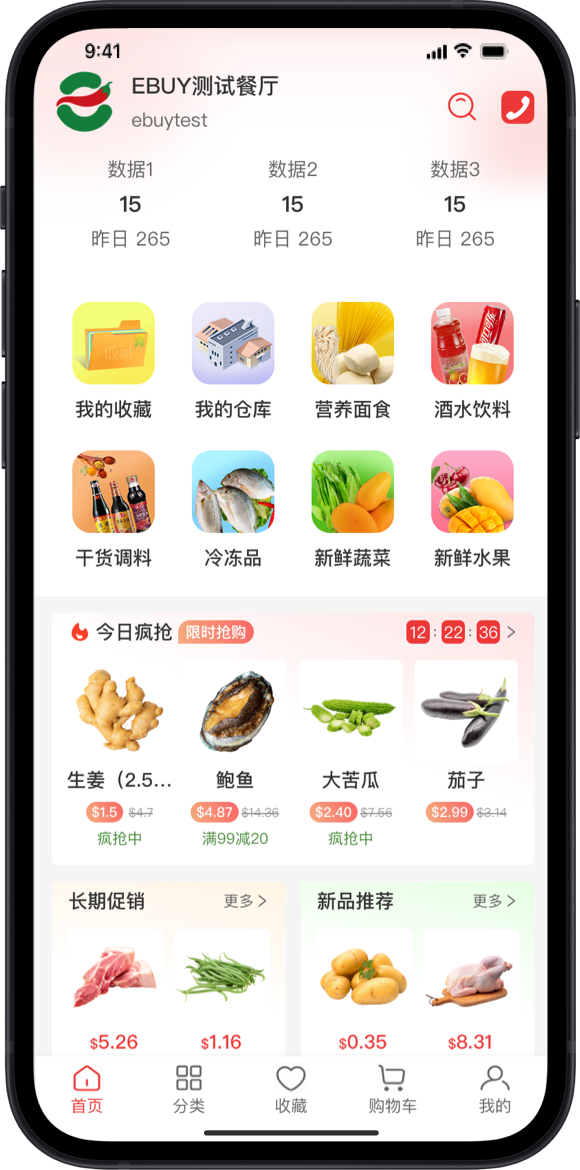 9:41
EBUY测试餐厅
ebuytest
数据1 数据2 数据3
15 15 15
昨日 265 昨日 265 昨日 265
收藏
我的收藏 我的仓库 营养面食 酒水饮料
干货调料 冷冻品 新鲜蔬菜 新鲜水果
今日疯抢 限时抢购 12 : 22 : 36
生姜（2.5... 鲍鱼 大苦瓜 茄子
$1.5 $4.7 $4.87 $14.36 $2.40 $7.56 $2.99 $3.14
疯抢中 满99减20 疯抢中
长期促销 更多 新品推荐 更多
$5.26 $1.16 $0.35 $8.31
首页 分类 收藏 购物车 我的